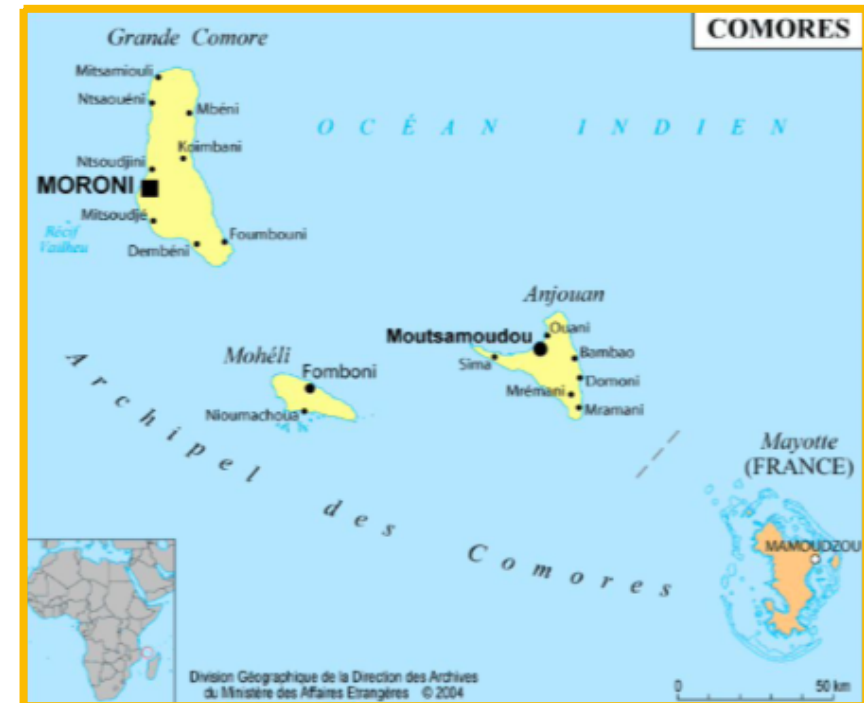 COMORES
Grande Comore
Mitsamiouli
Ntsaouéni
Mbéni
OCÉAN INDIEN
Koimbani
Ntsoudjini
MORONI
Mitsoudjé
Récif
Vailheu
Foumbouni
Dembéni
Anjouan
Ouani
Moutsamoudou
Bambao
Sima
Mohéli
Fomboni
Domoni
Mrémani
Nioumachoua
Mramani
Archipel des Comores
Mayotte
(FRANCE)
MAMOUDZOU
Division Géographique de la Direction des Archives
du Ministère des Affaires Etrangères © 2004
0 50 km